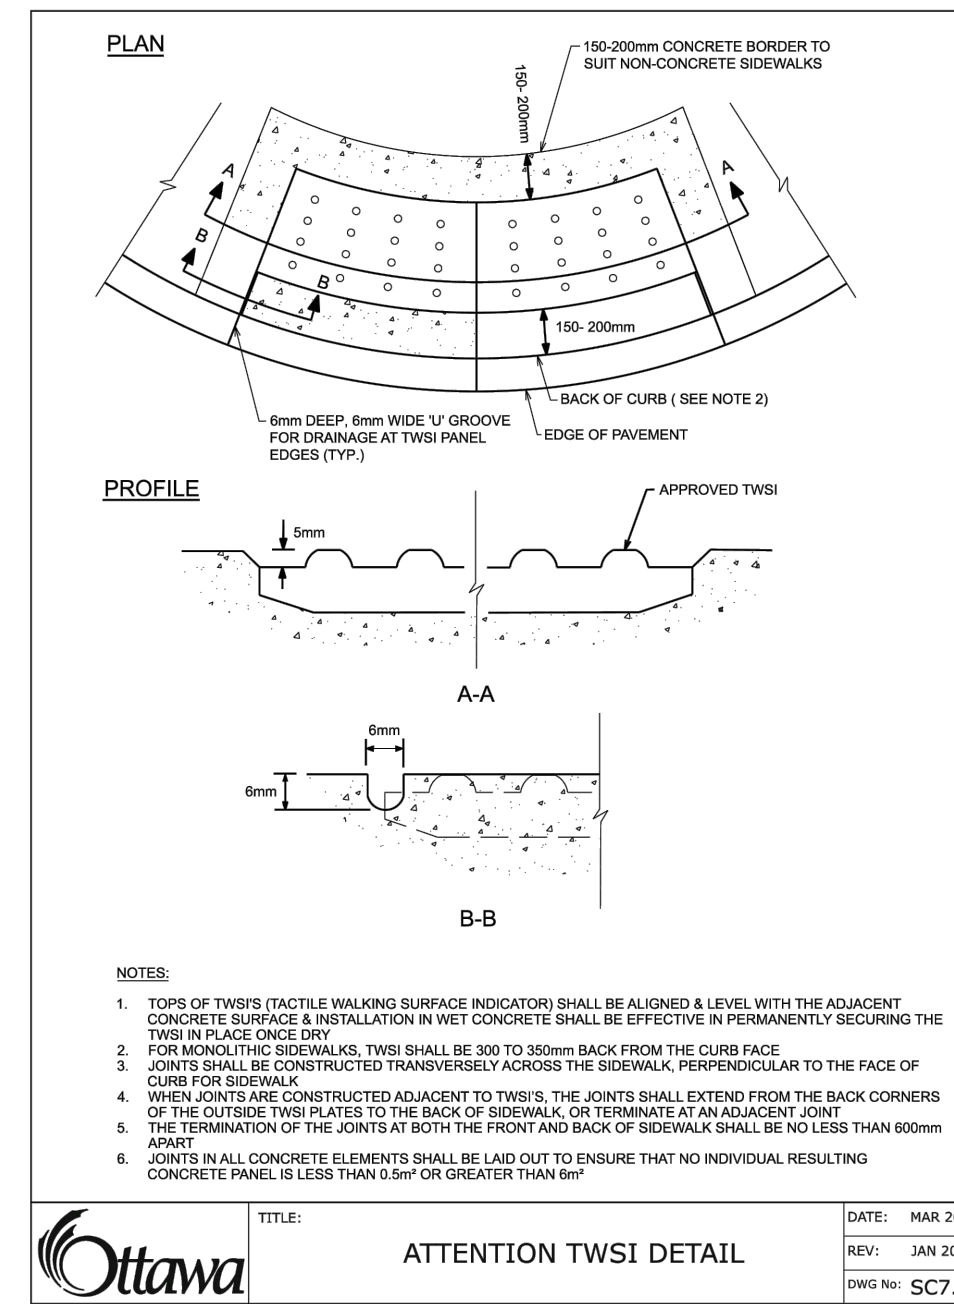 PLAN
150-200mm CONCRETE BORDER TO
SUIT NON-CONCRETE SIDEWALKS
150- 200mm
A
A
B
B
150- 200mm
BACK OF CURB ( SEE NOTE 2)
6mm DEEP, 6mm WIDE 'U' GROOVE
FOR DRAINAGE AT TWSI PANEL
EDGES (TYP.)
EDGE OF PAVEMENT
PROFILE
APPROVED TWSI
5mm
A-A
6mm
6mm
B-B
NOTES:
1. TOPS OF TWSI'S (TACTILE WALKING SURFACE INDICATOR) SHALL BE ALIGNED & LEVEL WITH THE ADJACENT
CONCRETE SURFACE & INSTALLATION IN WET CONCRETE SHALL BE EFFECTIVE IN PERMANENTLY SECURING THE
TWSI IN PLACE ONCE DRY
2. FOR MONOLITHIC SIDEWALKS, TWSI SHALL BE 300 TO 350mm BACK FROM THE CURB FACE
3. JOINTS SHALL BE CONSTRUCTED TRANSVERSELY ACROSS THE SIDEWALK, PERPENDICULAR TO THE FACE OF
CURB FOR SIDEWALK
4. WHEN JOINTS ARE CONSTRUCTED ADJACENT TO TWSI'S, THE JOINTS SHALL EXTEND FROM THE BACK CORNERS
OF THE OUTSIDE TWSI PLATES TO THE BACK OF SIDEWALK, OR TERMINATE AT AN ADJACENT JOINT
5. THE TERMINATION OF THE JOINTS AT BOTH THE FRONT AND BACK OF SIDEWALK SHALL BE NO LESS THAN 600mm
APART
6. JOINTS IN ALL CONCRETE ELEMENTS SHALL BE LAID OUT TO ENSURE THAT NO INDIVIDUAL RESULTING
CONCRETE PANEL IS LESS THAN 0.5m² OR GREATER THAN 6m²
Ottawa
TITLE:
ATTENTION TWSI DETAIL
DATE: MAR
REV: JAN
DWG No: SC7.